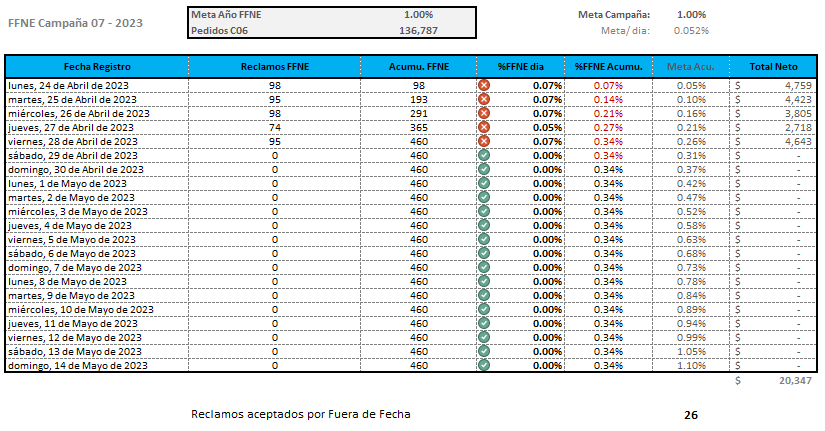 FFNE Campaña 07 - 2023
Meta Año FFNE 1.00%
Pedidos C06 136,787
Meta Campaña: 1.00%
Meta/ dia: 0.052%
Fecha Registro Reclamos FFNE Acumu. FFNE %FFNE dia %FFNE Acumu. Meta Acu. Total Neto
lunes, 24 de Abril de 2023 98 98 0.07% 0.07% 0.05% $ 4,759
martes, 25 de Abril de 2023 95 193 0.07% 0.14% 0.10% $ 4,423
miércoles, 26 de Abril de 2023 98 291 0.07% 0.21% 0.16% $ 3,805
jueves, 27 de Abril de 2023 74 365 0.05% 0.27% 0.21% $ 2,718
viernes, 28 de Abril de 2023 95 460 0.07% 0.34% 0.26% $ 4,643
sábado, 29 de Abril de 2023 0 460 0.00% 0.34% 0.31% $ -
domingo, 30 de Abril de 2023 0 460 0.00% 0.34% 0.37% $ -
lunes, 1 de Mayo de 2023 0 460 0.00% 0.34% 0.42% $ -
martes, 2 de Mayo de 2023 0 460 0.00% 0.34% 0.47% $ -
miércoles, 3 de Mayo de 2023 0 460 0.00% 0.34% 0.52% $ -
jueves, 4 de Mayo de 2023 0 460 0.00% 0.34% 0.58% $ -
viernes, 5 de Mayo de 2023 0 460 0.00% 0.34% 0.63% $ -
sábado, 6 de Mayo de 2023 0 460 0.00% 0.34% 0.68% $ -
domingo, 7 de Mayo de 2023 0 460 0.00% 0.34% 0.73% $ -
lunes, 8 de Mayo de 2023 0 460 0.00% 0.34% 0.78% $ -
martes, 9 de Mayo de 2023 0 460 0.00% 0.34% 0.84% $ -
miércoles, 10 de Mayo de 2023 0 460 0.00% 0.34% 0.89% $ -
jueves, 11 de Mayo de 2023 0 460 0.00% 0.34% 0.94% $ -
viernes, 12 de Mayo de 2023 0 460 0.00% 0.34% 0.99% $ -
sábado, 13 de Mayo de 2023 0 460 0.00% 0.34% 1.05% $ -
domingo, 14 de Mayo de 2023 0 460 0.00% 0.34% 1.10% $ -
$ 20,347
Reclamos aceptados por Fuera de Fecha 26